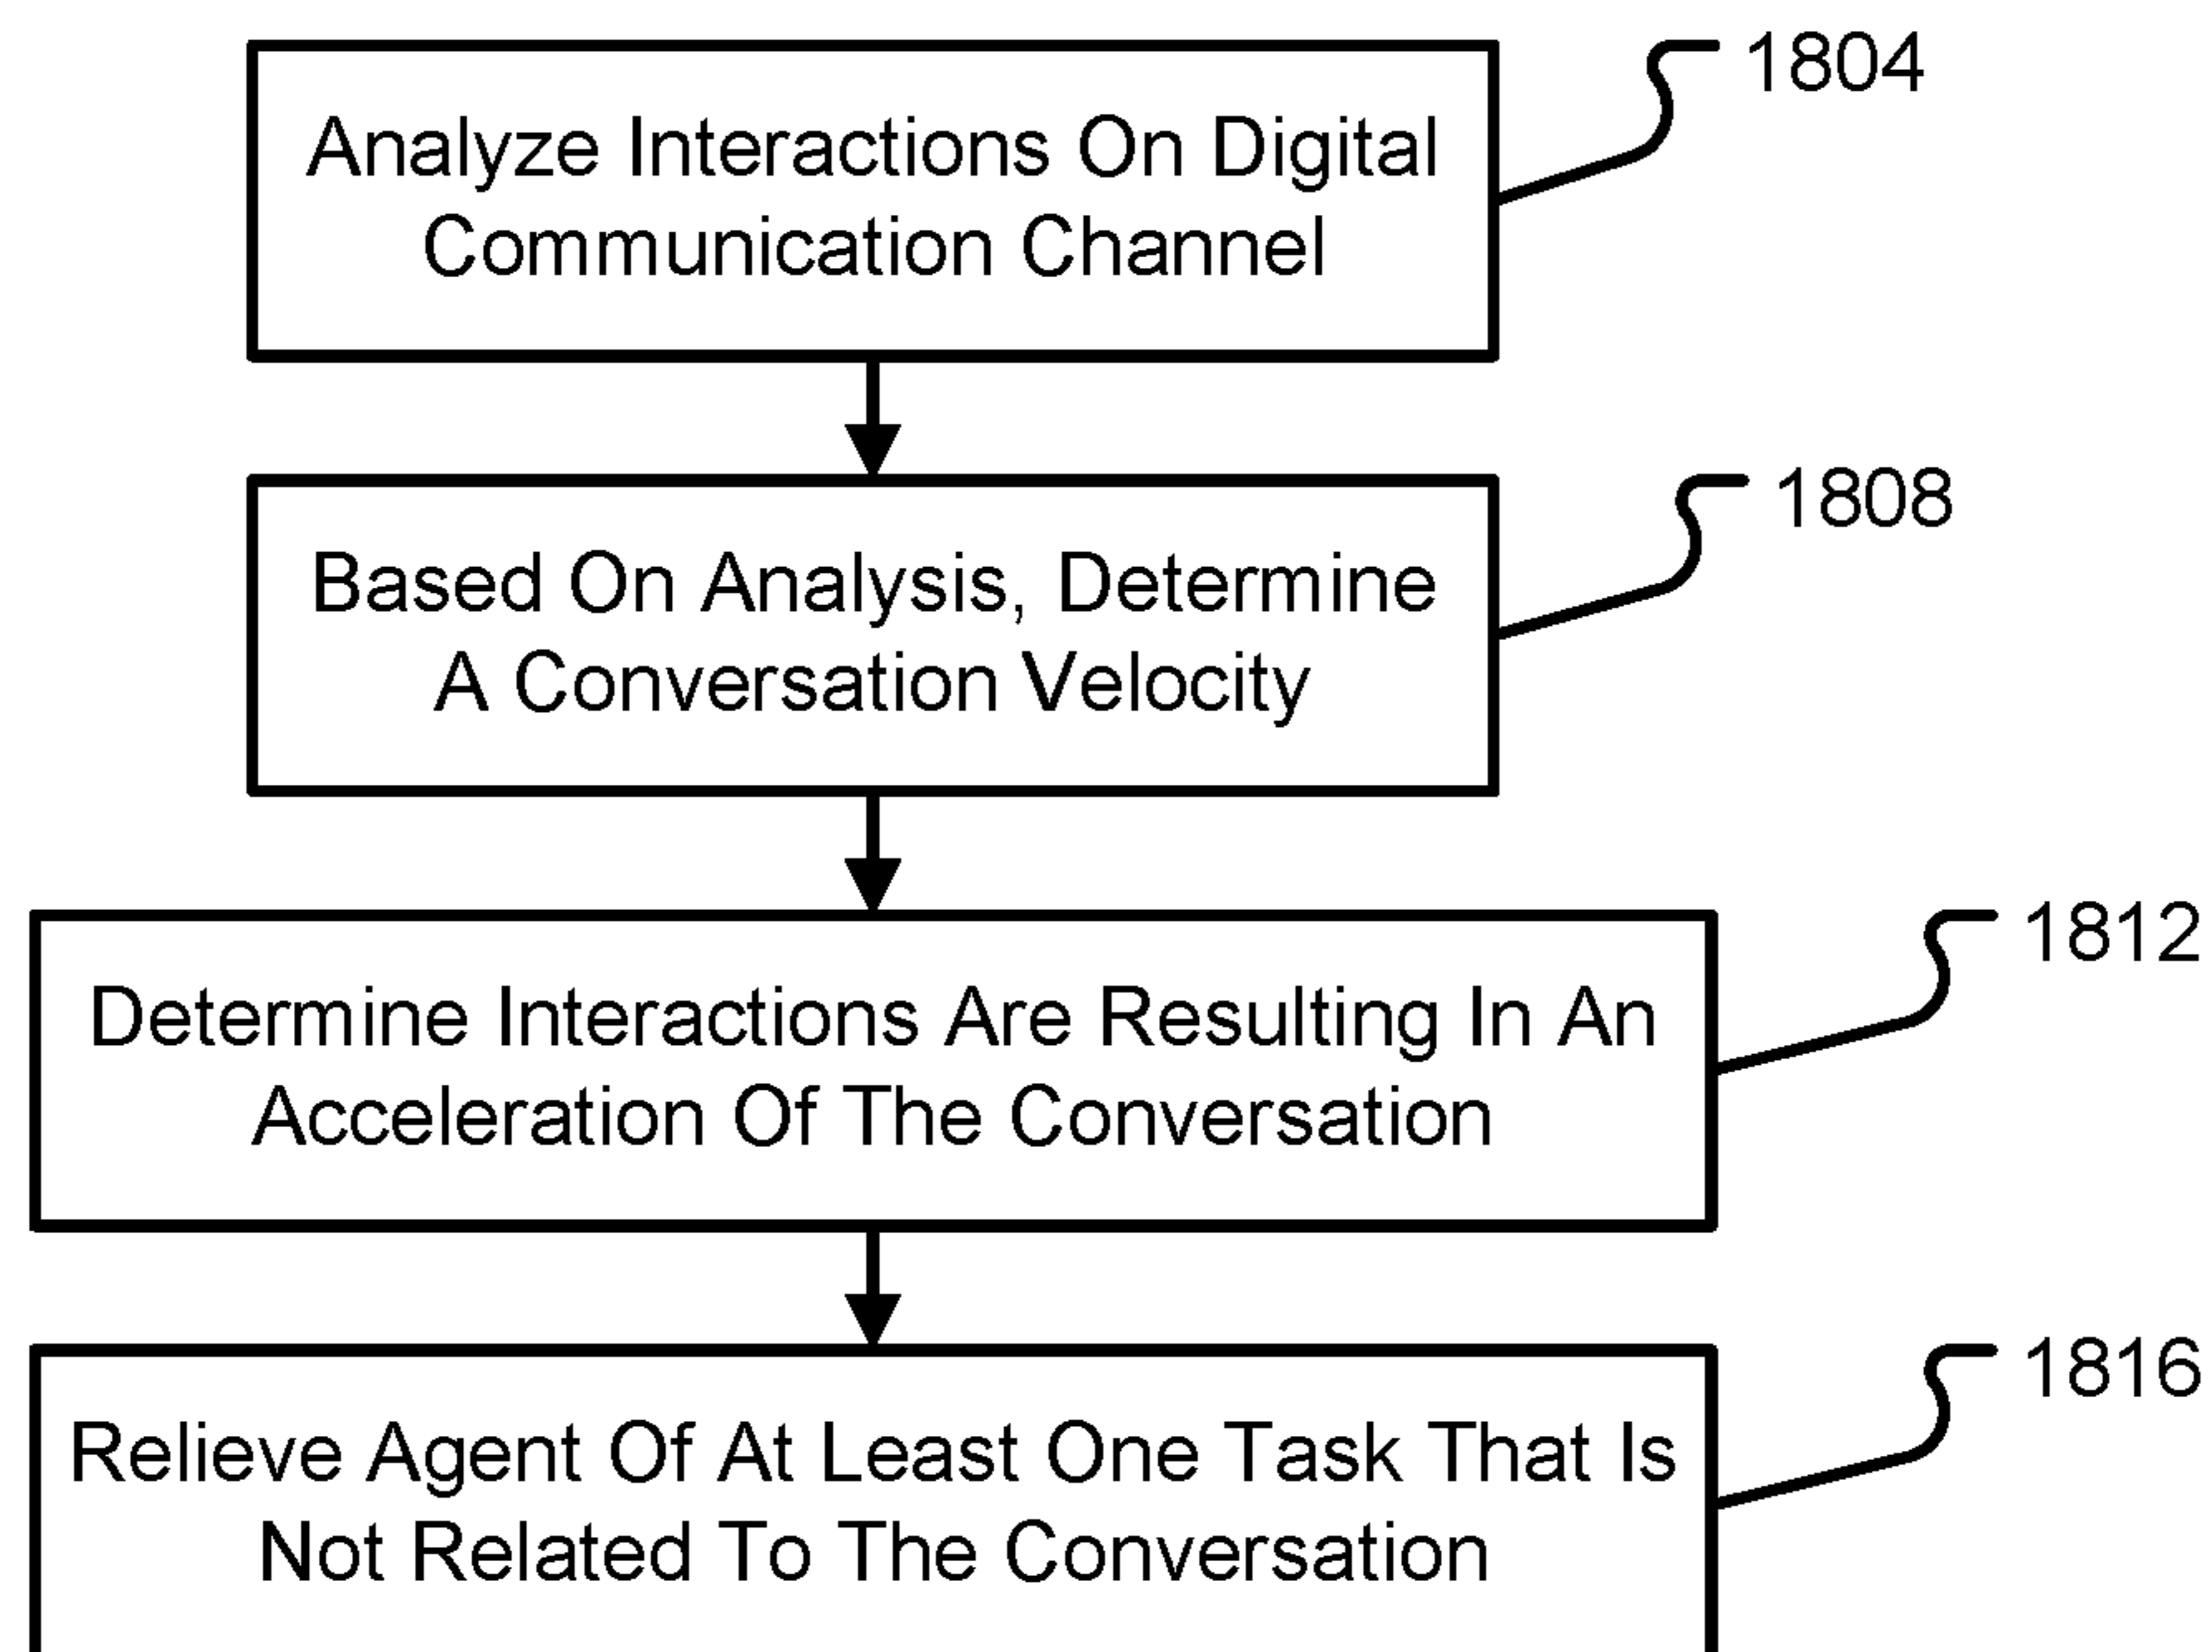 1804
Analyze Interactions On Digital
Communication Channel
1808
Based On Analysis, Determine
A Conversation Velocity
1812
Determine Interactions Are Resulting In An
Acceleration Of The Conversation
1816
Relieve Agent Of At Least One Task That Is
Not Related To The Conversation